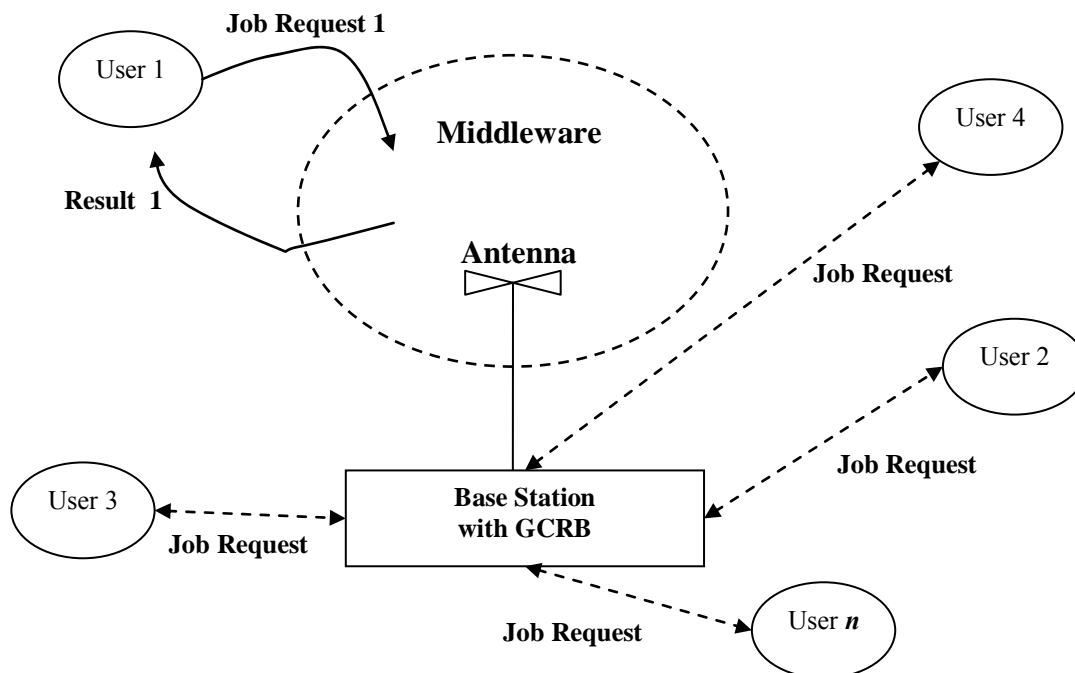 Job Request 1
User 1
User 4
Middleware
Result 1
Antenna
Job Request
User 2
Job Request
User 3
Base Station
with GCRB
Job Request
User n
Job Request